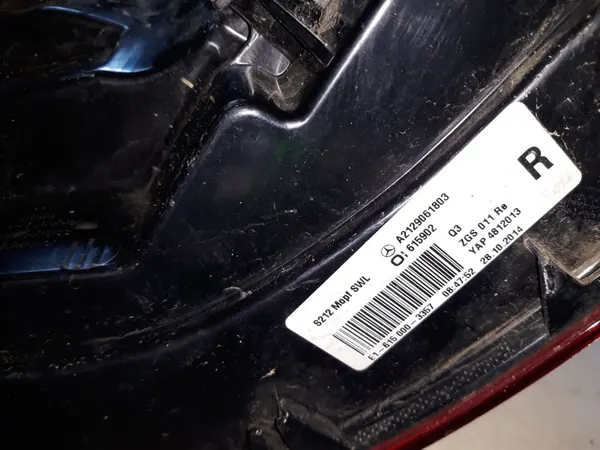 A2129061803
615902
Q3
ZGS 011 Re
YAP 4812013
R
S212 Mopf SWL
E1-615 000-3357
08:47:52
28.10.2014